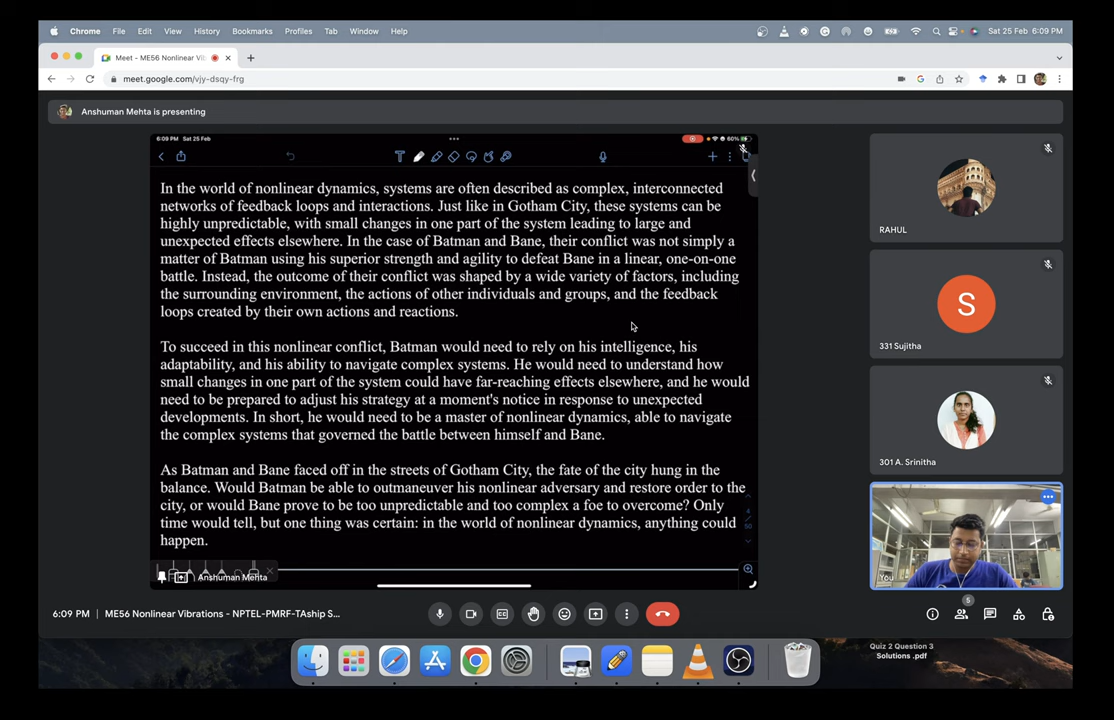 Chrome File Edit View History Bookmarks Profiles Tab Window Help
Sat 25 Feb 6:09 PM
Meet - ME56 Nonlinear Vib
meet.google.com/vjy-dsqy-frg
Anshuman Mehta is presenting
6:09 PM Sat 25 Feb
60%
In the world of nonlinear dynamics, systems are often described as complex, interconnected
networks of feedback loops and interactions. Just like in Gotham City, these systems can be
highly unpredictable, with small changes in one part of the system leading to large and
unexpected effects elsewhere. In the case of Batman and Bane, their conflict was not simply a
matter of Batman using his superior strength and agility to defeat Bane in a linear, one-on-one
battle. Instead, the outcome of their conflict was shaped by a wide variety of factors, including
the surrounding environment, the actions of other individuals and groups, and the feedback
loops created by their own actions and reactions.
To succeed in this nonlinear conflict, Batman would need to rely on his intelligence, his
adaptability, and his ability to navigate complex systems. He would need to understand how
small changes in one part of the system could have far-reaching effects elsewhere, and he would
need to be prepared to adjust his strategy at a moment's notice in response to unexpected
developments. In short, he would need to be a master of nonlinear dynamics, able to navigate
the complex systems that governed the battle between himself and Bane.
As Batman and Bane faced off in the streets of Gotham City, the fate of the city hung in the
balance. Would Batman be able to outmaneuver his nonlinear adversary and restore order to the
city, or would Bane prove to be too unpredictable and too complex a foe to overcome? Only
time would tell, but one thing was certain: in the world of nonlinear dynamics, anything could
happen.
4
50
Anshuman Mehta
RAHUL
S
331 Sujitha
301 A. Srinitha
You
6:09 PM | ME56 Nonlinear Vibrations - NPTEL-PMRF-TAship S...
5
Quiz 2 Question 3
Solutions .pdf